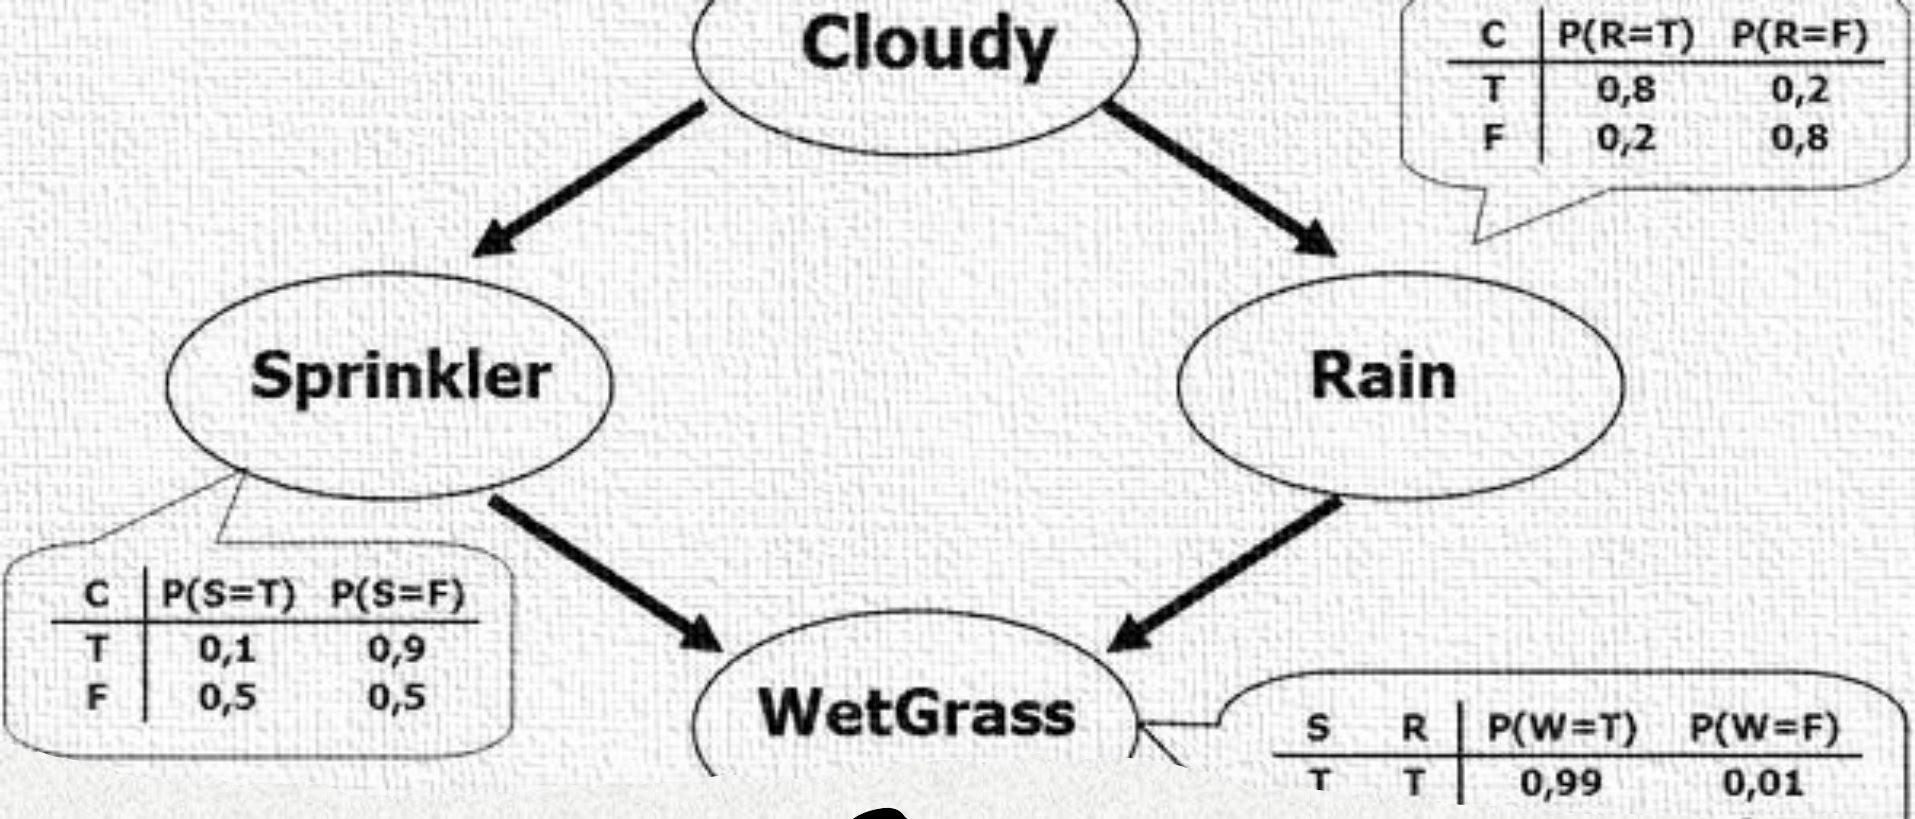 Cloudy
C P(R=T) P(R=F)
T 0,8 0,2
F 0,2 0,8
Sprinkler
Rain
C P(S=T) P(S=F)
T 0,1 0,9
F 0,5 0,5
WetGrass
S R P(W=T) P(W=F)
T T 0,99 0,01